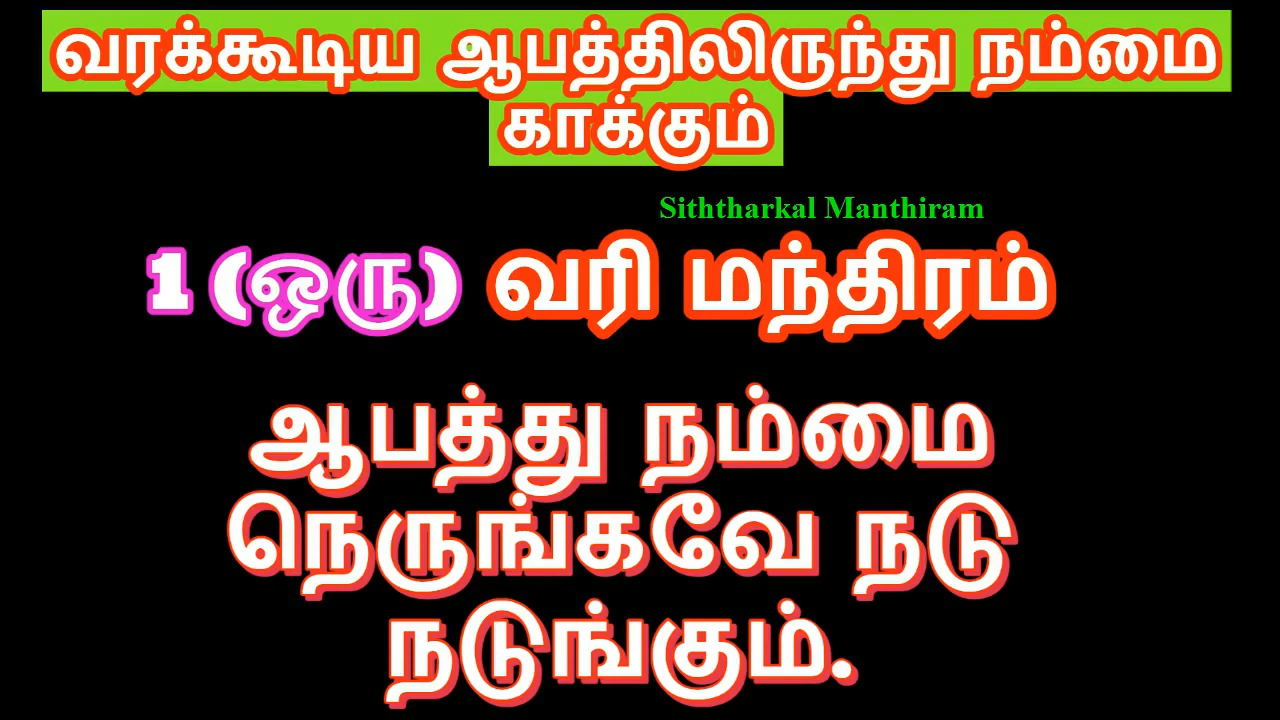 வரக்கூடிய ஆபத்திலிருந்து நம்மை
காக்கும்
Siththarkal Manthiram
1 (ஒரு) வரி மந்திரம்
ஆபத்து நம்மை
நெருங்கவே நடு
நடுங்கும்.